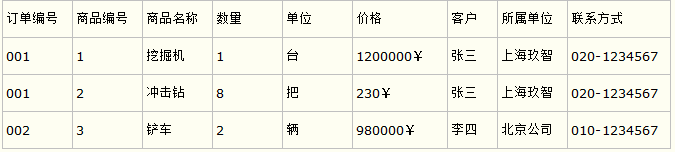 订单编号 商品编号 商品名称 数量 单位 价格 客户 所属单位 联系方式
001 1 挖掘机 1 台 1200000￥ 张三 上海玖智 020-1234567
001 2 冲击钻 8 把 230￥ 张三 上海玖智 020-1234567
002 3 铲车 2 辆 980000￥ 李四 北京公司 010-1234567